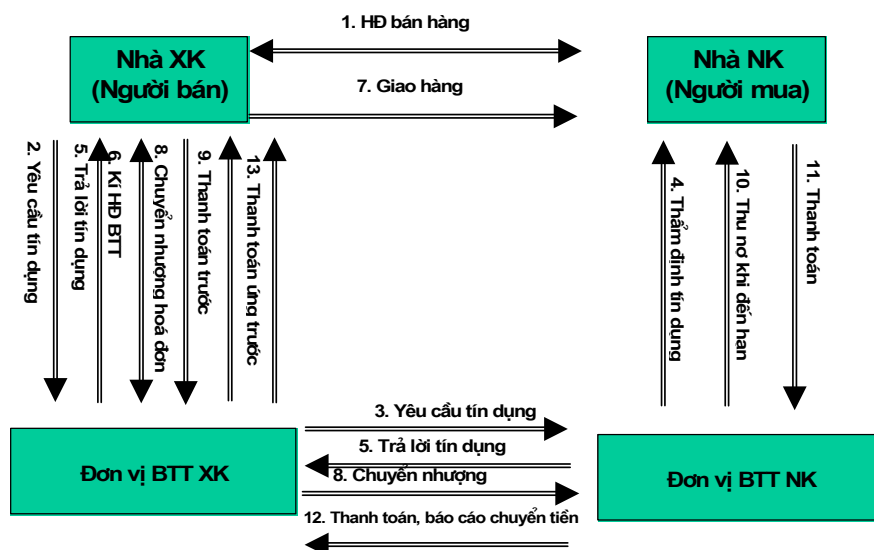 1. HĐ bán hàng
Nhà XK
(Người bán)
Nhà NK
(Người mua)
7. Giao hàng
2. Yêu cầu tín dụng
5. Trả lời tín dụng
6. Kí HĐ BTT
8. Chuyển nhượng hoá đơn
9. Thanh toán trước
13. Thanh toán ứng trước
4. Thẩm định tín dụng
10. Thu nơ khi đến han
11. Thanh toán
3. Yêu cầu tín dụng
5. Trả lời tín dụng
8. Chuyển nhượng
12. Thanh toán, báo cáo chuyển tiền
Đơn vị BTT XK
Đơn vị BTT NK